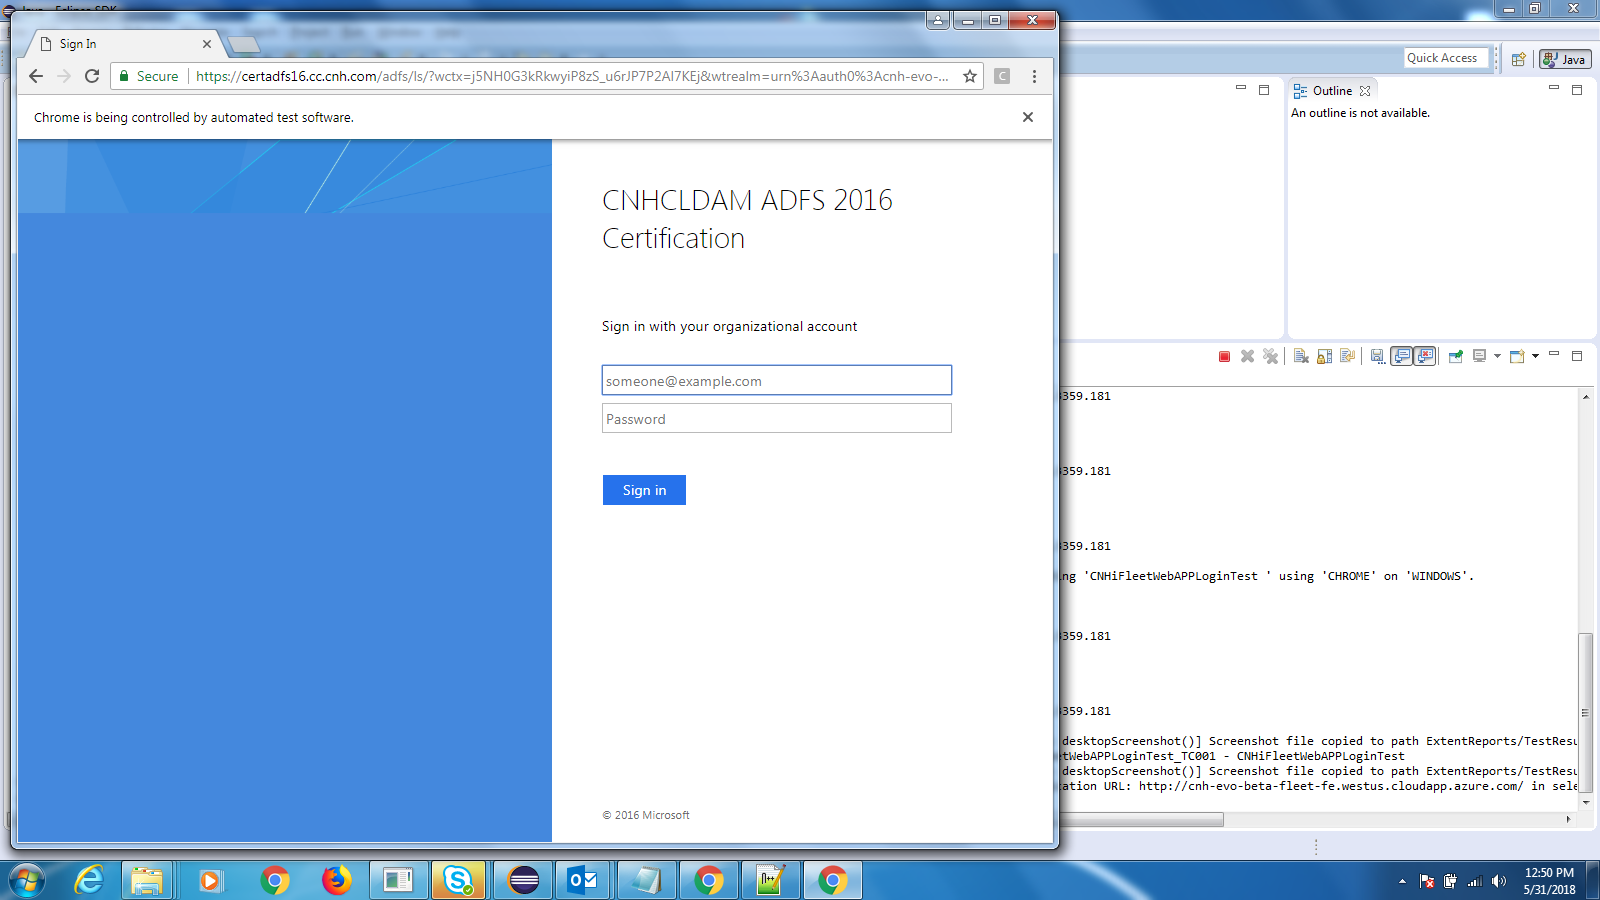 Java - Eclipse SDK
Sign In
Secure
https://certadfs16.cc.cnh.com/adfs/ls/?wctx=j5NH0G3kRkwyiP8zS_u6rJP7P2Al7KEj&wtrealm=urn%3Aauth0%3Acnh-evo-...
C
Chrome is being controlled by automated test software.
CNHCLDAM ADFS 2016
Certification
Sign in with your organizational account
someone@example.com
Password
Sign in
© 2016 Microsoft
Quick Access
Java
Outline
An outline is not available.
359.181
359.181
359.181
ng 'CNHiFleetWebAPPLoginTest ' using 'CHROME' on 'WINDOWS'.
359.181
359.181
desktopScreenshot()] Screenshot file copied to path ExtentReports/TestResu
tWebAPPLoginTest_TC001 - CNHiFleetWebAPPLoginTest
desktopScreenshot()] Screenshot file copied to path ExtentReports/TestResu
ation URL: http://cnh-evo-beta-fleet-fe.westus.cloudapp.azure.com/ in sele
12:50 PM
5/31/2018